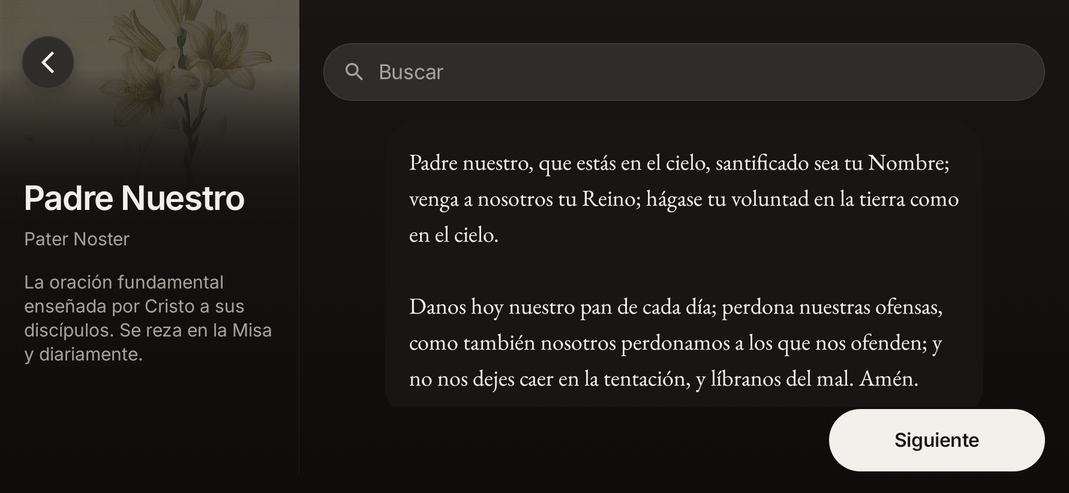 Padre Nuestro
Pater Noster
La oración fundamental
enseñada por Cristo a sus
discípulos. Se reza en la Misa
y diariamente.
Buscar
Padre nuestro, que estás en el cielo, santificado sea tu Nombre;
venga a nosotros tu Reino; hágase tu voluntad en la tierra como
en el cielo.
Danos hoy nuestro pan de cada día; perdona nuestras ofensas,
como también nosotros perdonamos a los que nos ofenden; y
no nos dejes caer en la tentación, y líbranos del mal. Amén.
Siguiente